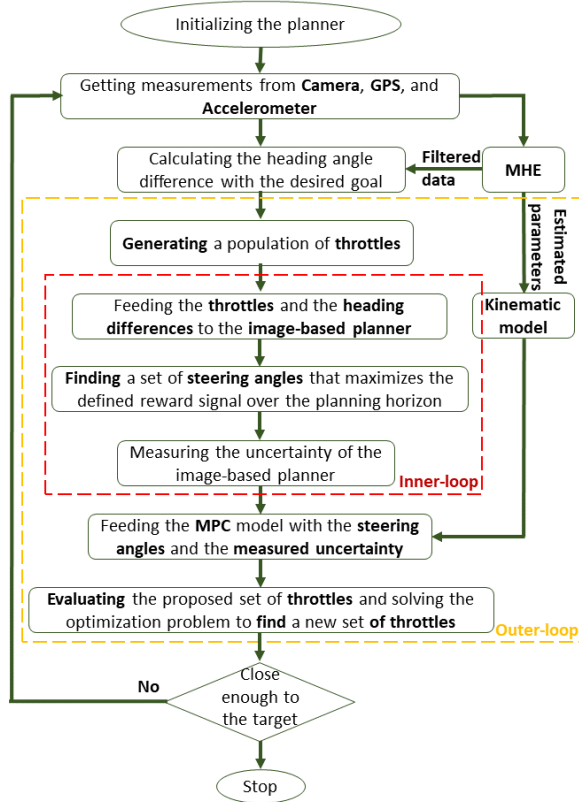 Initializing the planner
Getting measurements from Camera, GPS, and
Accelerometer
Calculating the heading angle
difference with the desired goal
Filtered
data
MHE
Estimated
parameters
Generating a population of throttles
Feeding the throttles and the heading
differences to the image-based planner
Kinematic
model
Finding a set of steering angles that maximizes the
defined reward signal over the planning horizon
Measuring the uncertainty of the
image-based planner
Inner-loop
Feeding the MPC model with the steering
angles and the measured uncertainty
Evaluating the proposed set of throttles and solving the
optimization problem to find a new set of throttles
Outer-loop
No
Close
enough to
the target
Stop